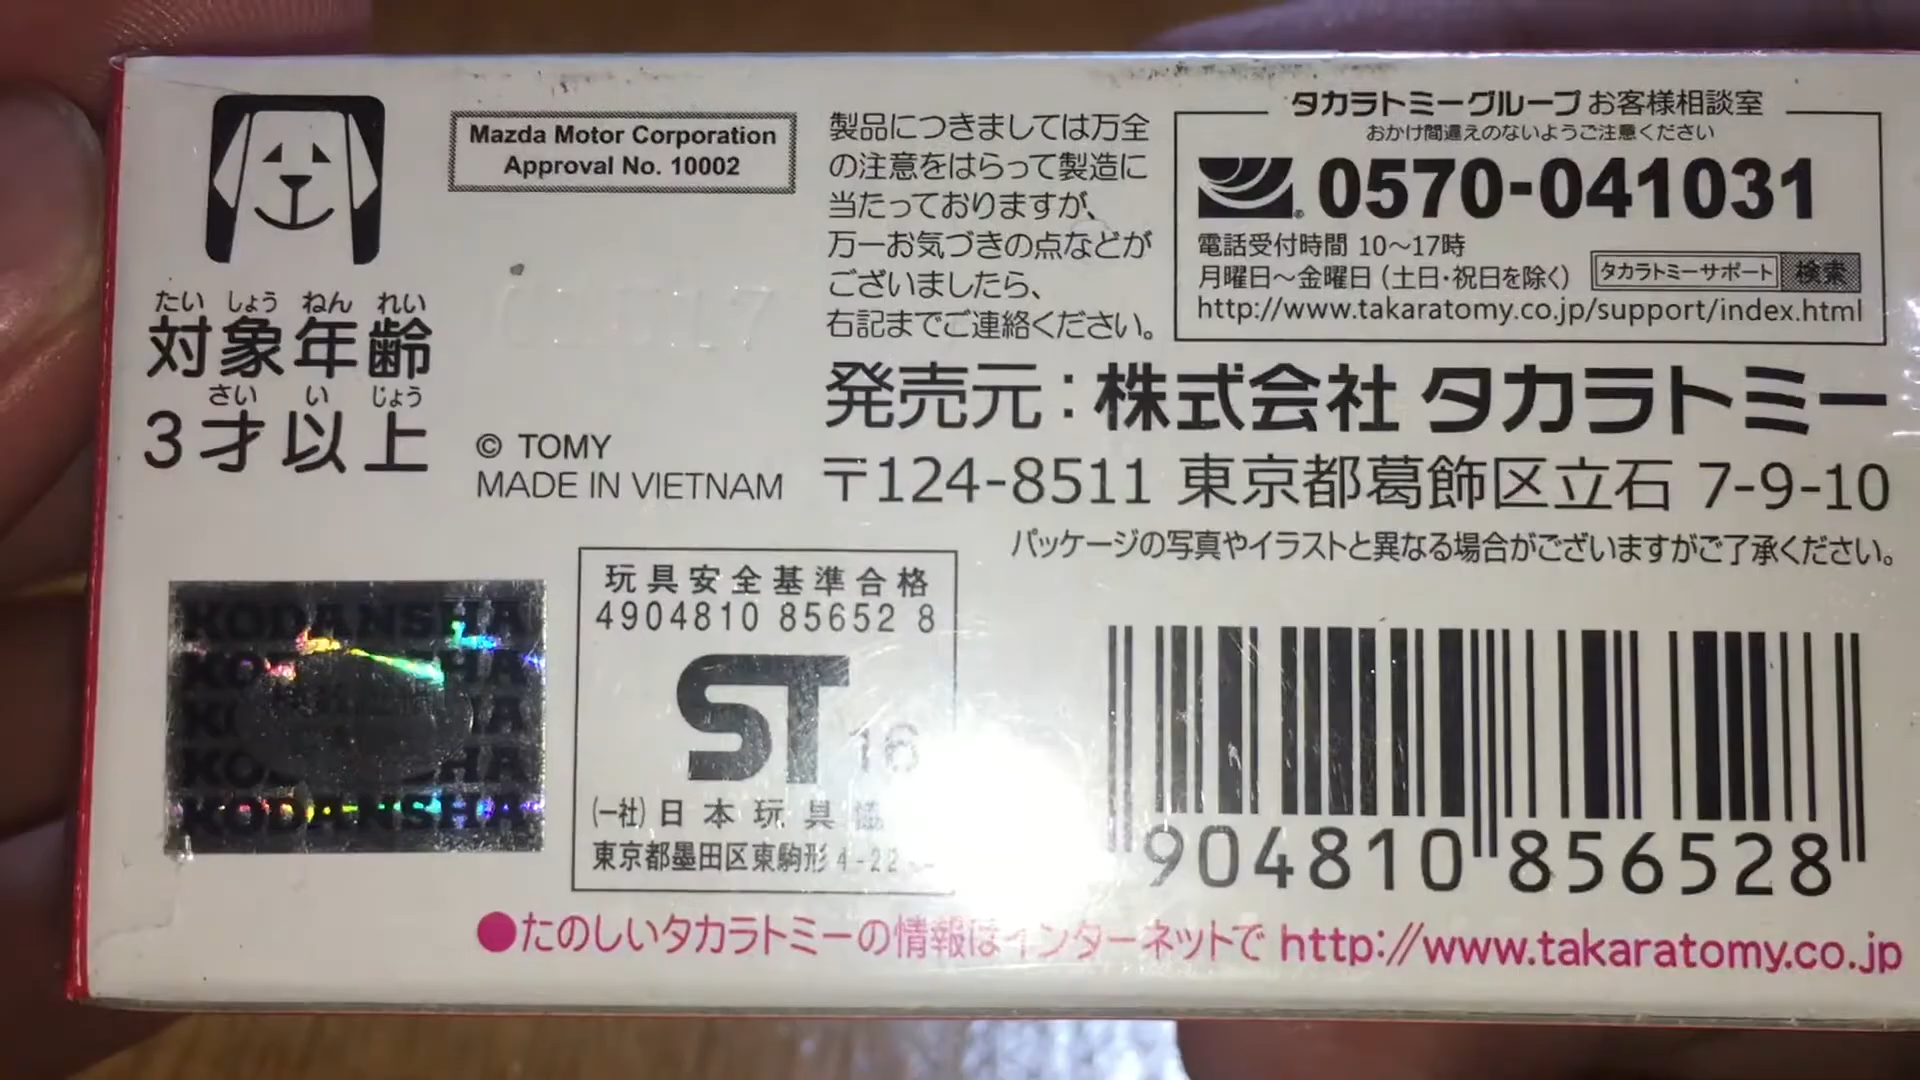 Mazda Motor Corporation
Approval No. 10002
たい しょう ねん れい
対象年齢
さい い じょう
3才以上
© TOMY
MADE IN VIETNAM
製品につきましては万全
の注意をはらって製造に
当たっておりますが、
万一お気づきの点などが
ございましたら、
右記までご連絡ください。
タカラトミーグループ お客様相談室
おかけ間違えのないようご注意ください
0570-041031
電話受付時間 10〜17時
月曜日〜金曜日（土日・祝日を除く）
タカラトミーサポート 検索
http://www.takaratomy.co.jp/support/index.html
発売元：株式会社 タカラトミー
〒124-8511 東京都葛飾区立石 7-9-10
パッケージの写真やイラストと異なる場合がございますがご了承ください。
KODANSHA
KODANSHA
玩具安全基準合格
4904810 85652 8
ST 16
(一社) 日本玩具
東京都墨田区東駒形 4-22
904810 856528
●たのしいタカラトミーの情報はインターネットで http://www.takaratomy.co.jp